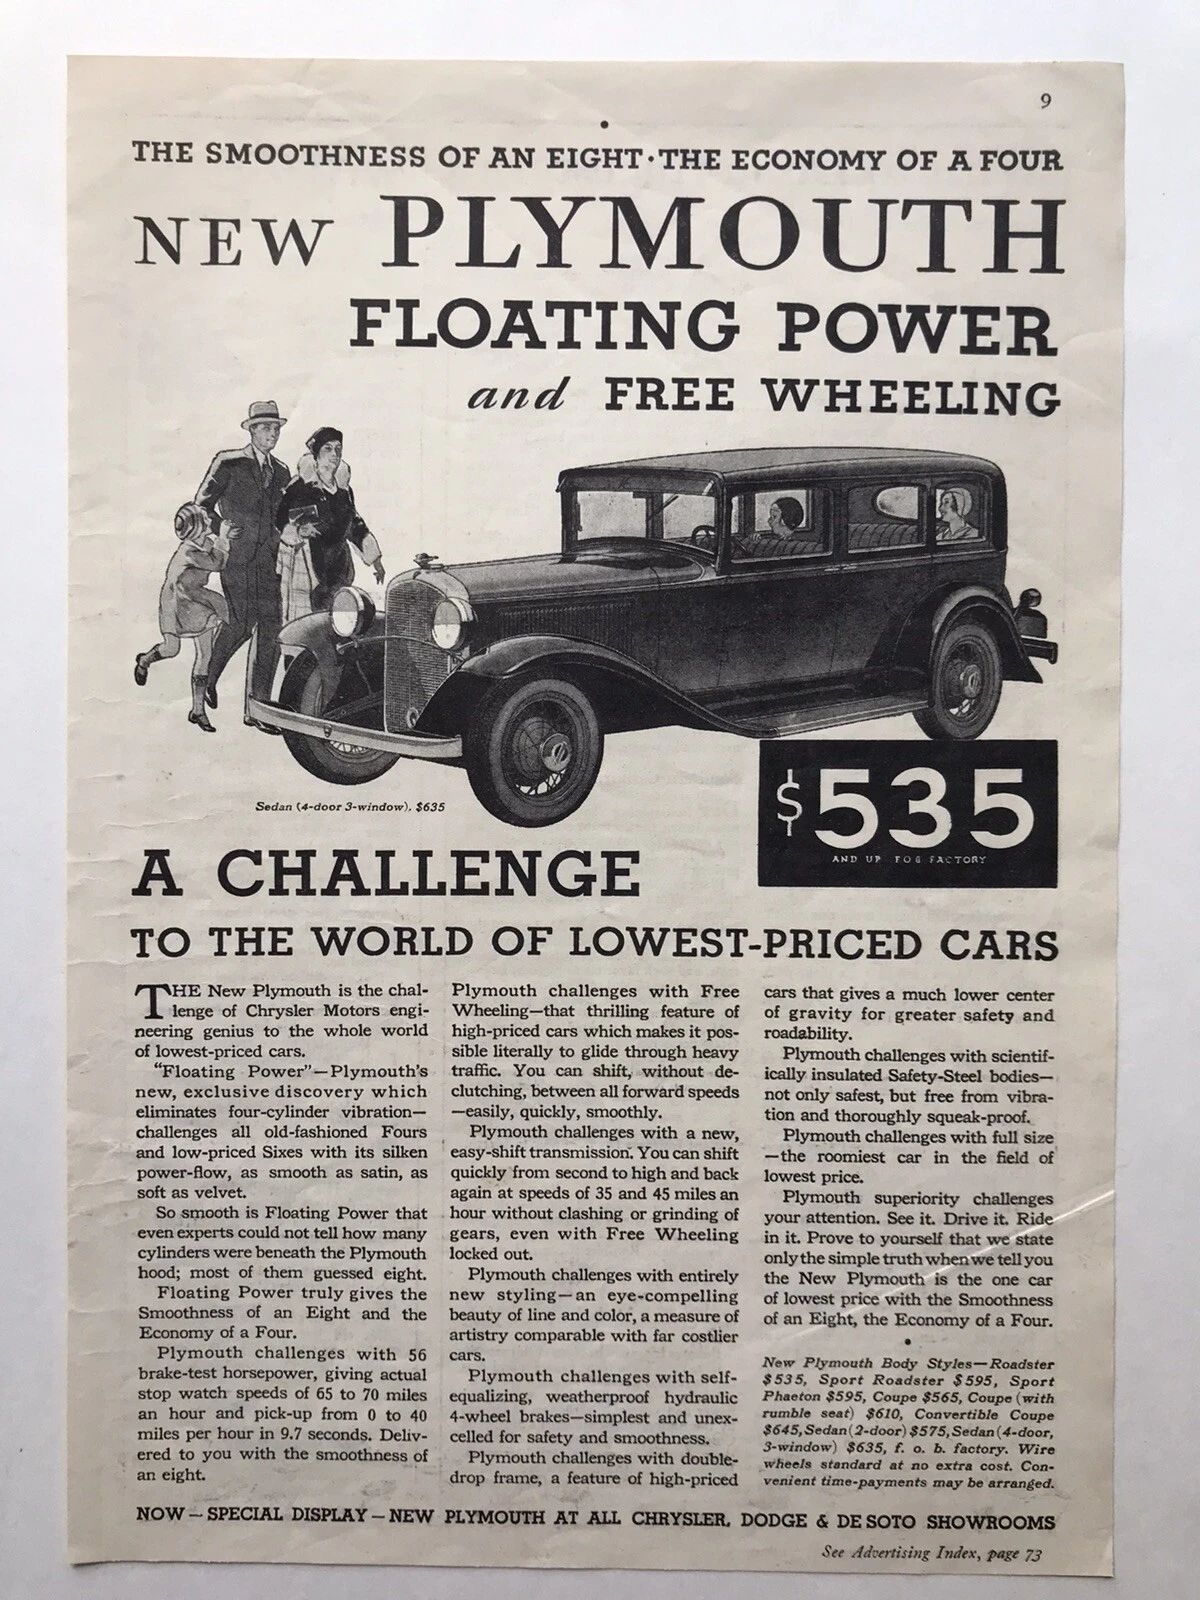 9
THE SMOOTHNESS OF AN EIGHT·THE ECONOMY OF A FOUR
NEW PLYMOUTH
FLOATING POWER
and FREE WHEELING
Sedan (4-door 3-window), $635
$535
AND UP FOB FACTORY
A CHALLENGE
TO THE WORLD OF LOWEST-PRICED CARS
THE New Plymouth is the chal-
lenge of Chrysler Motors engi-
neering genius to the whole world
of lowest-priced cars.
"Floating Power"—Plymouth's
new, exclusive discovery which
eliminates four-cylinder vibration—
challenges all old-fashioned Fours
and low-priced Sixes with its silken
power-flow, as smooth as satin, as
soft as velvet.
So smooth is Floating Power that
even experts could not tell how many
cylinders were beneath the Plymouth
hood; most of them guessed eight.
Floating Power truly gives the
Smoothness of an Eight and the
Economy of a Four.
Plymouth challenges with 56
brake-test horsepower, giving actual
stop watch speeds of 65 to 70 miles
an hour and pick-up from 0 to 40
miles per hour in 9.7 seconds. Deliv-
ered to you with the smoothness of
an eight.
Plymouth challenges with Free
Wheeling—that thrilling feature of
high-priced cars which makes it pos-
sible literally to glide through heavy
traffic. You can shift, without de-
clutching, between all forward speeds
—easily, quickly, smoothly.
Plymouth challenges with a new,
easy-shift transmission. You can shift
quickly from second to high and back
again at speeds of 35 and 45 miles an
hour without clashing or grinding of
gears, even with Free Wheeling
locked out.
Plymouth challenges with entirely
new styling—an eye-compelling
beauty of line and color, a measure of
artistry comparable with far costlier
cars.
Plymouth challenges with self-
equalizing, weatherproof hydraulic
4-wheel brakes—simplest and unex-
celled for safety and smoothness.
Plymouth challenges with double-
drop frame, a feature of high-priced
cars that gives a much lower center
of gravity for greater safety and
roadability.
Plymouth challenges with scientif-
ically insulated Safety-Steel bodies—
not only safest, but free from vibra-
tion and thoroughly squeak-proof.
Plymouth challenges with full size
—the roomiest car in the field of
lowest price.
Plymouth superiority challenges
your attention. See it. Drive it. Ride
in it. Prove to yourself that we state
only the simple truth when we tell you
the New Plymouth is the one car
of lowest price with the Smoothness
of an Eight, the Economy of a Four.
New Plymouth Body Styles—Roadster
$535, Sport Roadster $595, Sport
Phaeton $595, Coupe $565, Coupe (with
rumble seat) $610, Convertible Coupe
$645, Sedan (2-door) $575, Sedan (4-door,
3-window) $635, f. o. b. factory. Wire
wheels standard at no extra cost. Con-
venient time-payments may be arranged.
NOW—SPECIAL DISPLAY—NEW PLYMOUTH AT ALL CHRYSLER, DODGE & DE SOTO SHOWROOMS
See Advertising Index, page 73